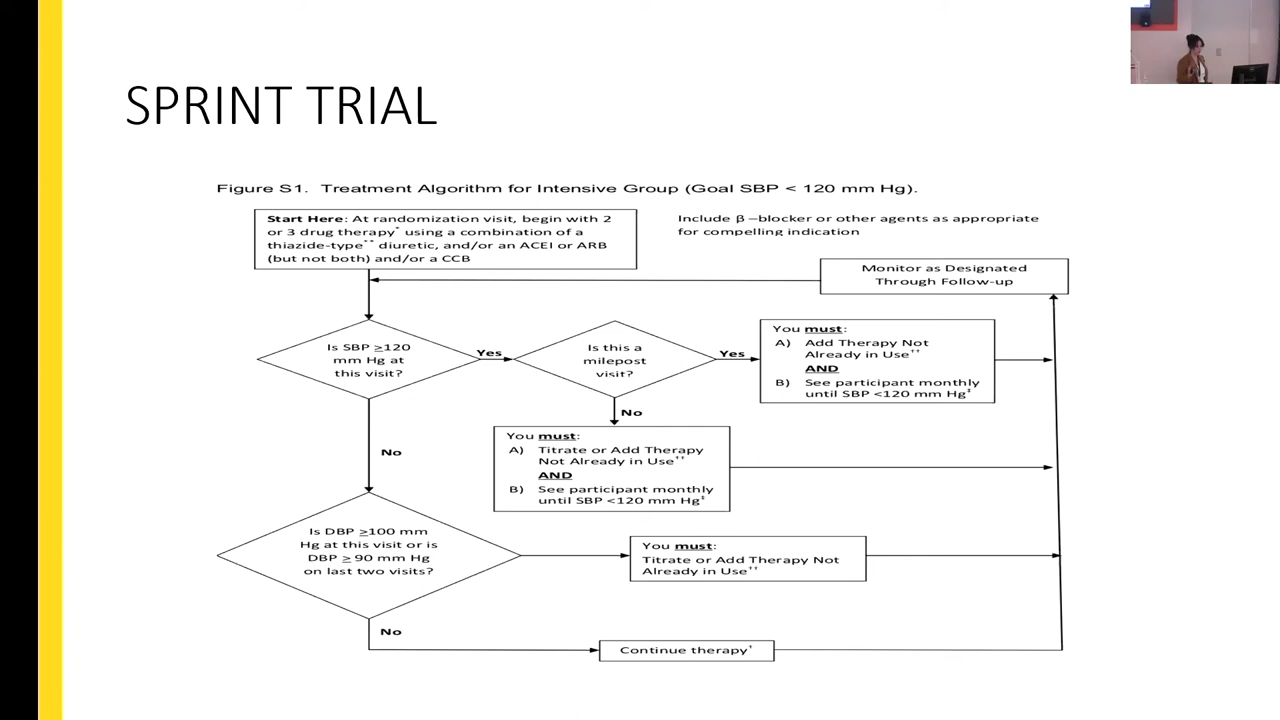 SPRINT TRIAL
Figure S1. Treatment Algorithm for Intensive Group (Goal SBP < 120 mm Hg).
Start Here: At randomization visit, begin with 2
or 3 drug therapy* using a combination of a
thiazide-type** diuretic, and/or an ACEI or ARB
(but not both) and/or a CCB
Include β –blocker or other agents as appropriate
for compelling indication
Monitor as Designated
Through Follow-up
Is SBP ≥120
mm Hg at
this visit?
Yes
Is this a
milepost
visit?
Yes
You must:
A) Add Therapy Not
Already in Use††
AND
B) See participant monthly
until SBP <120 mm Hg‡
No
You must:
A) Titrate or Add Therapy
Not Already in Use††
AND
B) See participant monthly
until SBP <120 mm Hg‡
No
Is DBP ≥100 mm
Hg at this visit or is
DBP ≥ 90 mm Hg
on last two visits?
You must:
Titrate or Add Therapy Not
Already in Use††
No
Continue therapy†